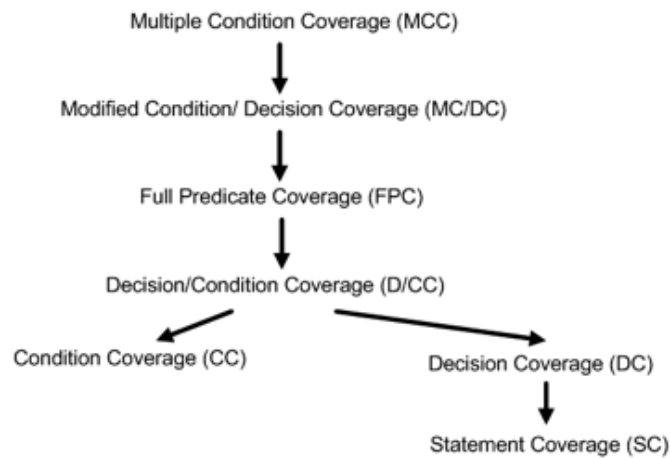 Multiple Condition Coverage (MCC)
Modified Condition/ Decision Coverage (MC/DC)
Full Predicate Coverage (FPC)
Decision/Condition Coverage (D/CC)
Condition Coverage (CC)
Decision Coverage (DC)
Statement Coverage (SC)